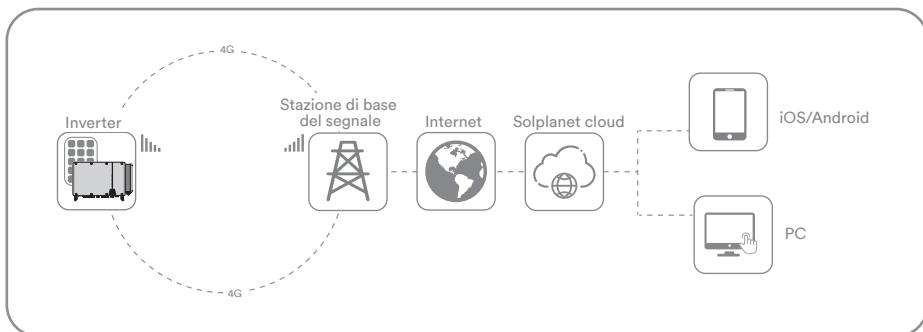 4G
Inverter
Stazione di base
del segnale
Internet
Solplanet cloud
iOS/Android
PC
4G